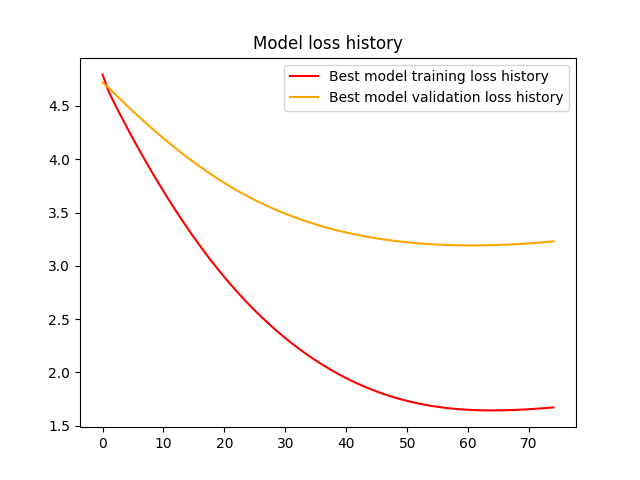 Model loss history
Best model training loss history
Best model validation loss history
4.5
4.0
3.5
3.0
2.5
2.0
1.5
0 10 20 30 40 50 60 70